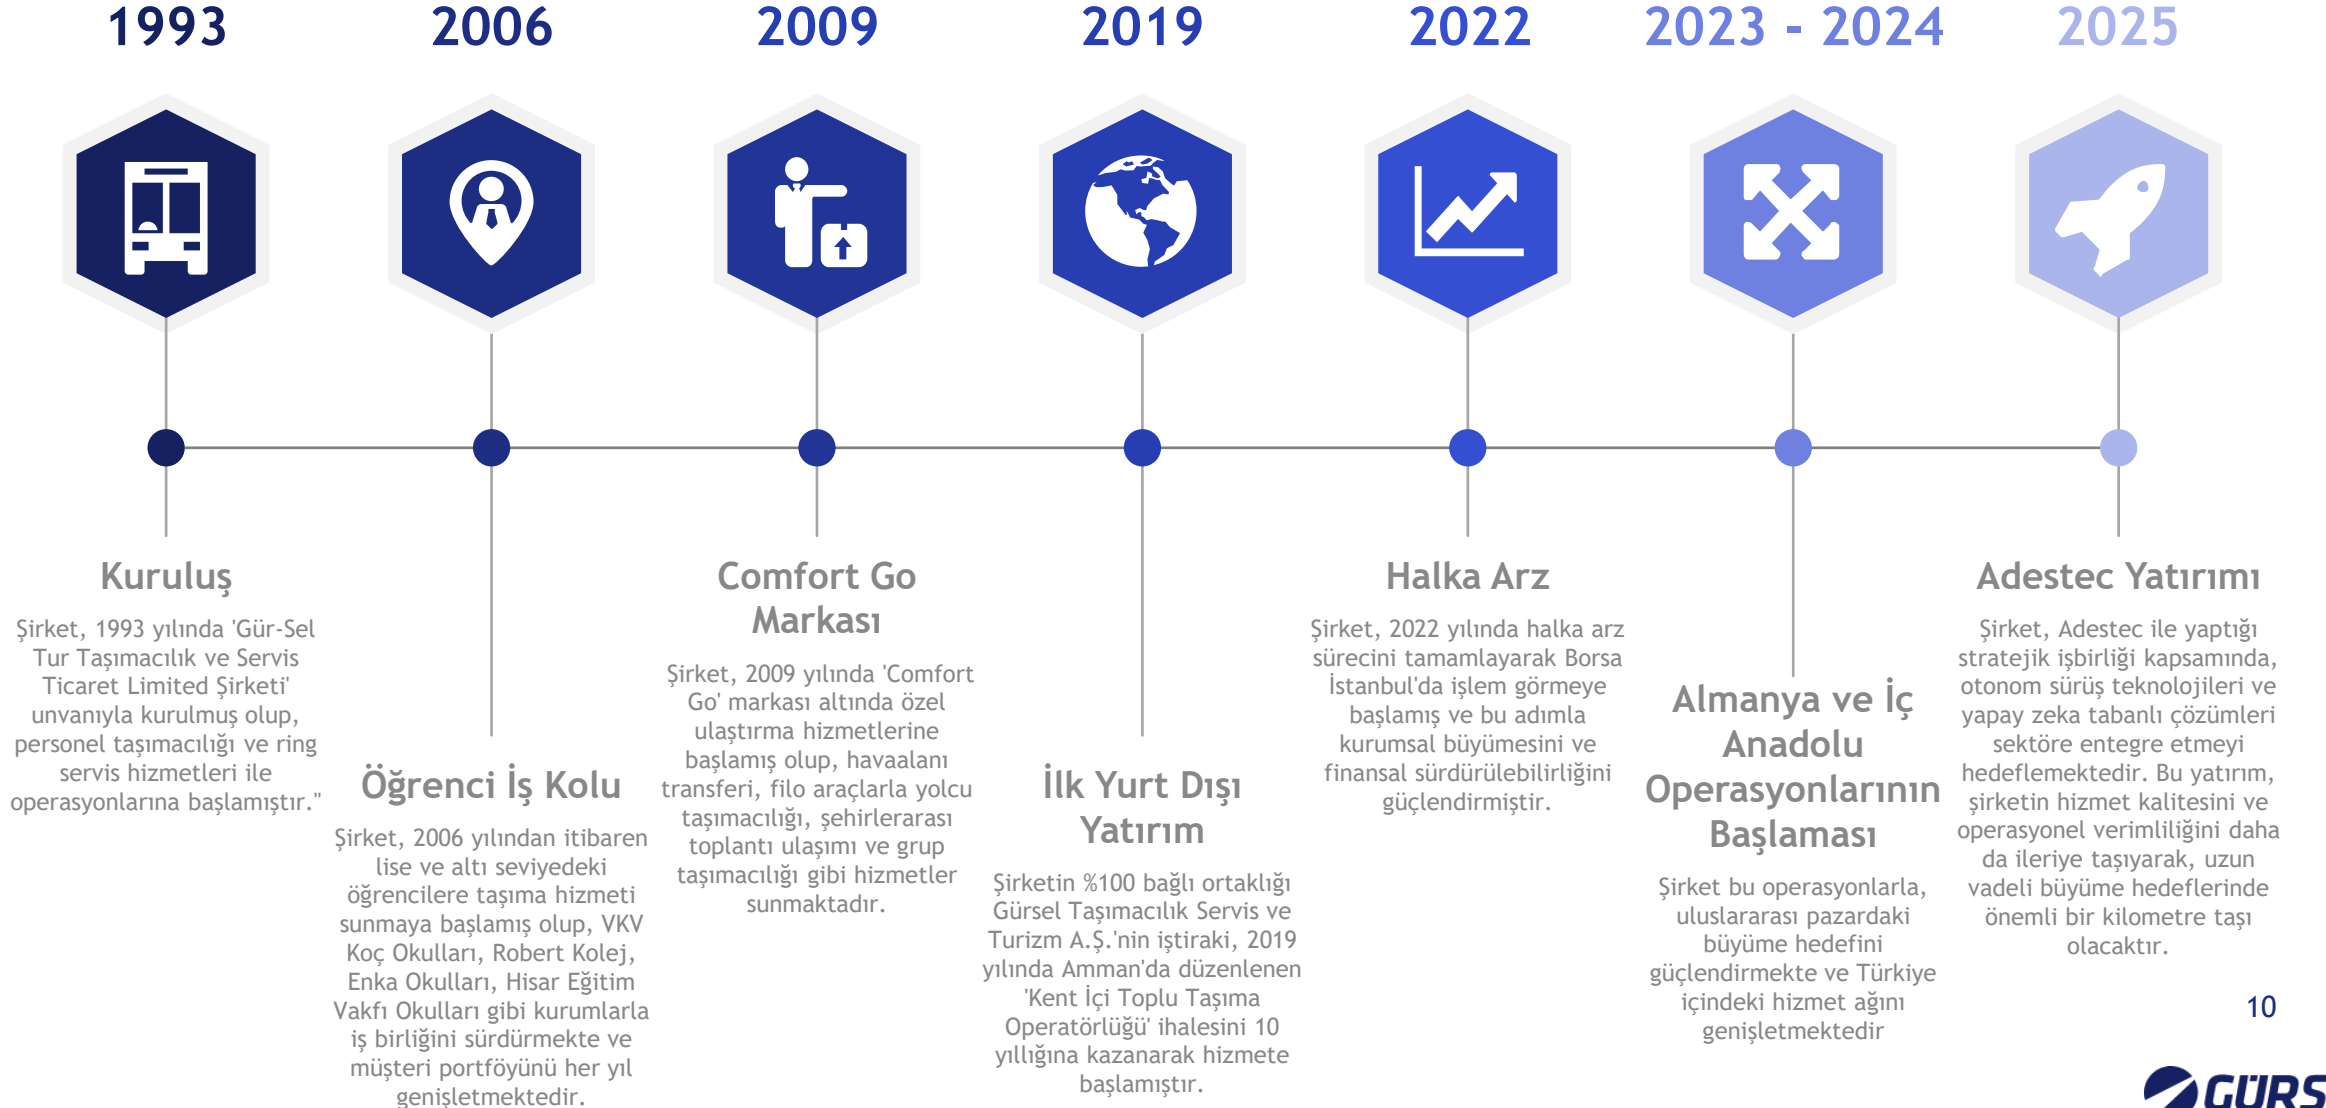 1993
2006
2009
2019
2022
2023 - 2024
2025
Kuruluş
Şirket, 1993 yılında 'Gür-Sel
Tur Taşımacılık ve Servis
Ticaret Limited Şirketi'
unvanıyla kurulmuş olup,
personel taşımacılığı ve ring
servis hizmetleri ile
operasyonlarına başlamıştır."
Öğrenci İş Kolu
Şirket, 2006 yılından itibaren
lise ve altı seviyedeki
öğrencilere taşıma hizmeti
sunmaya başlamış olup, VKV
Koç Okulları, Robert Kolej,
Enka Okulları, Hisar Eğitim
Vakfı Okulları gibi kurumlarla
iş birliğini sürdürmekte ve
müşteri portföyünü her yıl
genişletmektedir.
Comfort Go
Markası
Şirket, 2009 yılında 'Comfort
Go' markası altında özel
ulaştırma hizmetlerine
başlamış olup, havaalanı
transferi, filo araçlarla yolcu
taşımacılığı, şehirlerarası
toplantı ulaşımı ve grup
taşımacılığı gibi hizmetler
sunmaktadır.
İlk Yurt Dışı
Yatırım
Şirketin %100 bağlı ortaklığı
Gürsel Taşımacılık Servis ve
Turizm A.Ş.'nin iştiraki, 2019
yılında Amman'da düzenlenen
'Kent İçi Toplu Taşıma
Operatörlüğü' ihalesini 10
yıllığına kazanarak hizmete
başlamıştır.
Halka Arz
Şirket, 2022 yılında halka arz
sürecini tamamlayarak Borsa
İstanbul'da işlem görmeye
başlamış ve bu adımla
kurumsal büyümesini ve
finansal sürdürülebilirliğini
güçlendirmiştir.
Almanya ve İç
Anadolu
Operasyonlarının
Başlaması
Şirket bu operasyonlarla,
uluslararası pazardaki
büyüme hedefini
güçlendirmekte ve Türkiye
içindeki hizmet ağını
genişletmektedir
Adestec Yatırımı
Şirket, Adestec ile yaptığı
stratejik işbirliği kapsamında,
otonom sürüş teknolojileri ve
yapay zeka tabanlı çözümleri
sektöre entegre etmeyi
hedeflemektedir. Bu yatırım,
şirketin hizmet kalitesini ve
operasyonel verimliliğini daha
da ileriye taşıyarak, uzun
vadeli büyüme hedeflerinde
önemli bir kilometre taşı
olacaktır.
10
GÜRS